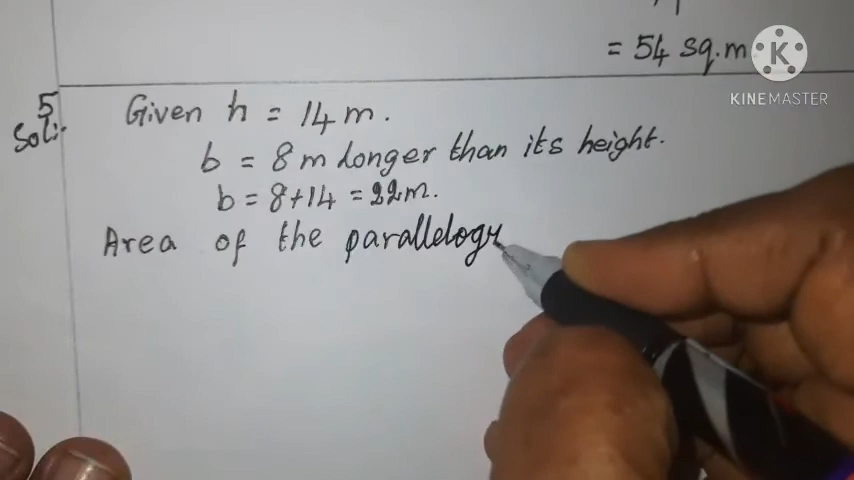 = 54 sq.m
K
KINEMASTER
5
Sol:-
Given h = 14 m.
b = 8 m longer than its height.
b = 8+14 = 22m.
Area of the parallelogr